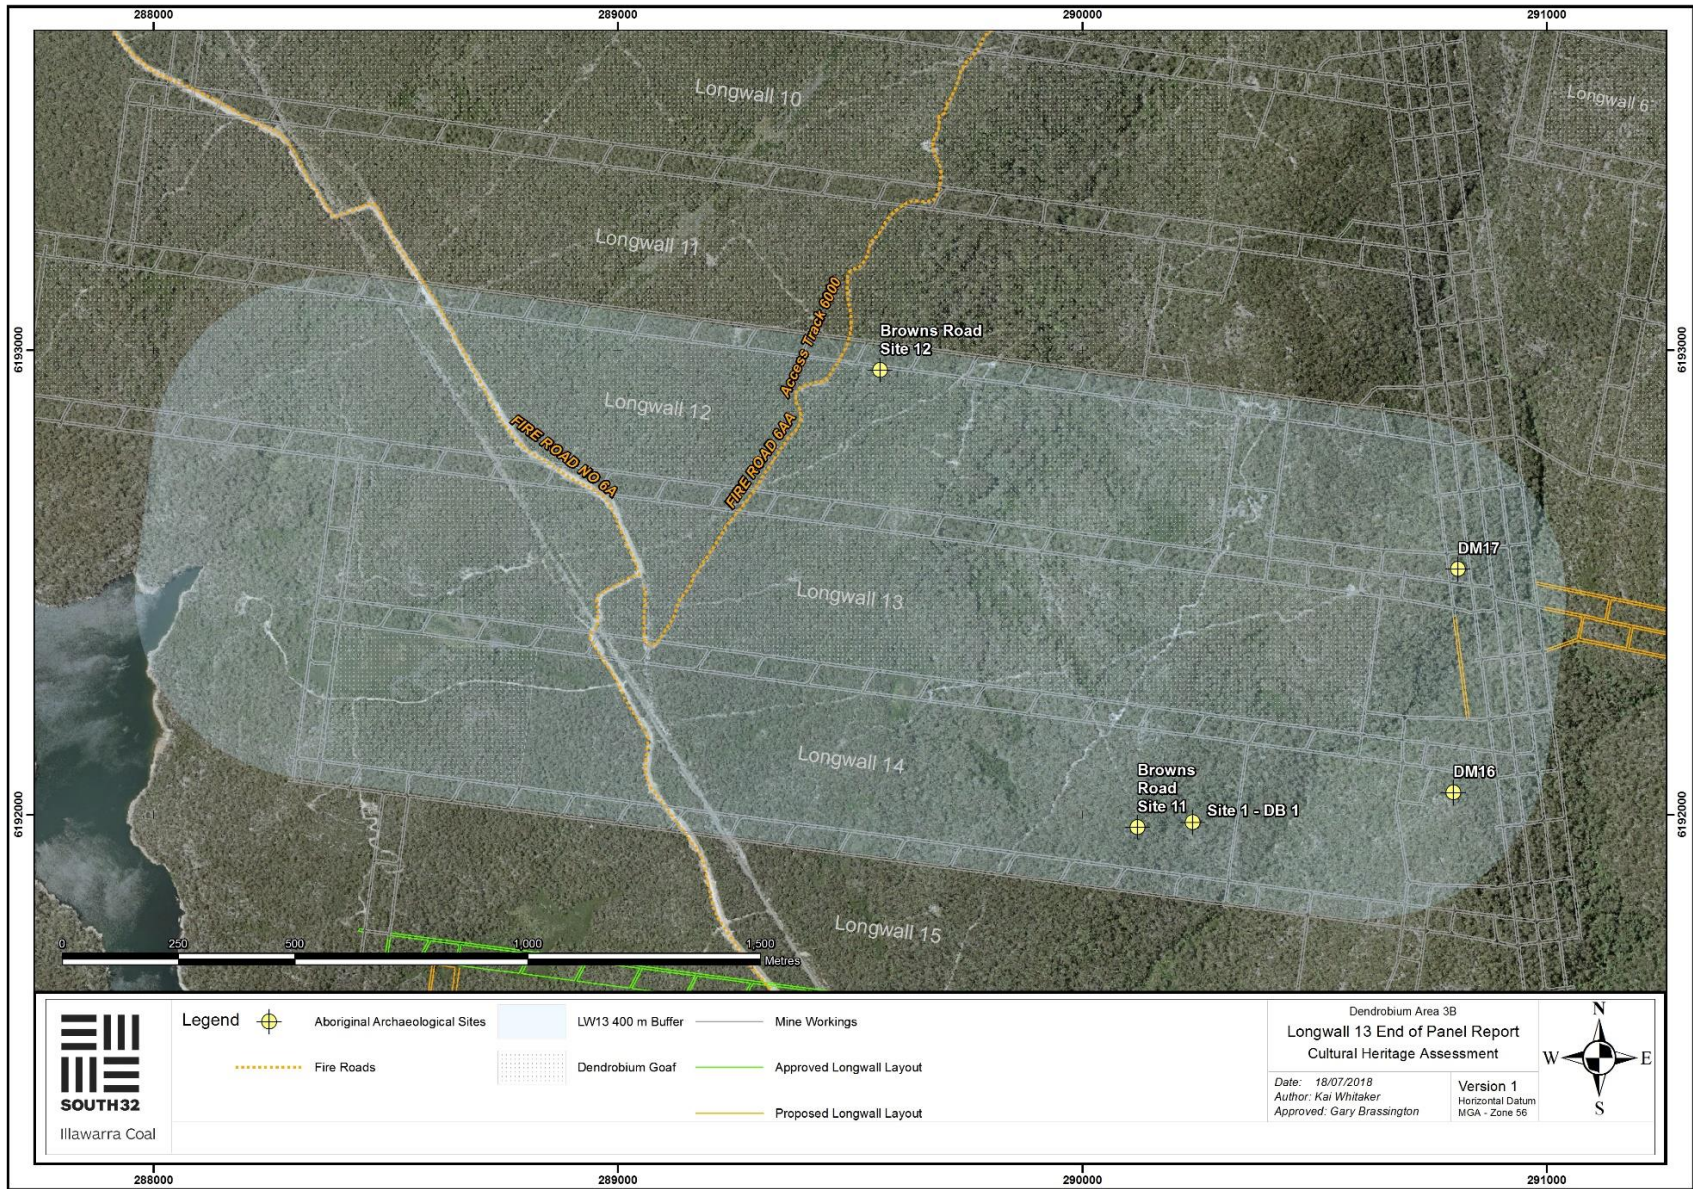 288000
289000
290000
291000
Longwall 10
Longwall 6
Longwall 11
6193000
6193000
Access Track 6000
Browns Road
Site 12
Longwall 12
FIRE ROAD NO 6A
FIRE ROAD 6AA
DM17
Longwall 13
Longwall 14
DM16
Browns
Road
Site 11
Site 1 - DB 1
6192000
6192000
Longwall 15
0
250
500
1,000
1,500
Metres
Legend
Aboriginal Archaeological Sites
Fire Roads
LW13 400 m Buffer
Dendrobium Goaf
Mine Workings
Approved Longwall Layout
Proposed Longwall Layout
SOUTH32
Illawarra Coal
Dendrobium Area 3B
Longwall 13 End of Panel Report
Cultural Heritage Assessment
Date: 18/07/2018
Author: Kai Whitaker
Approved: Gary Brassington
Version 1
Horizontal Datum
MGA - Zone 56
N
W
E
S
288000
289000
290000
291000